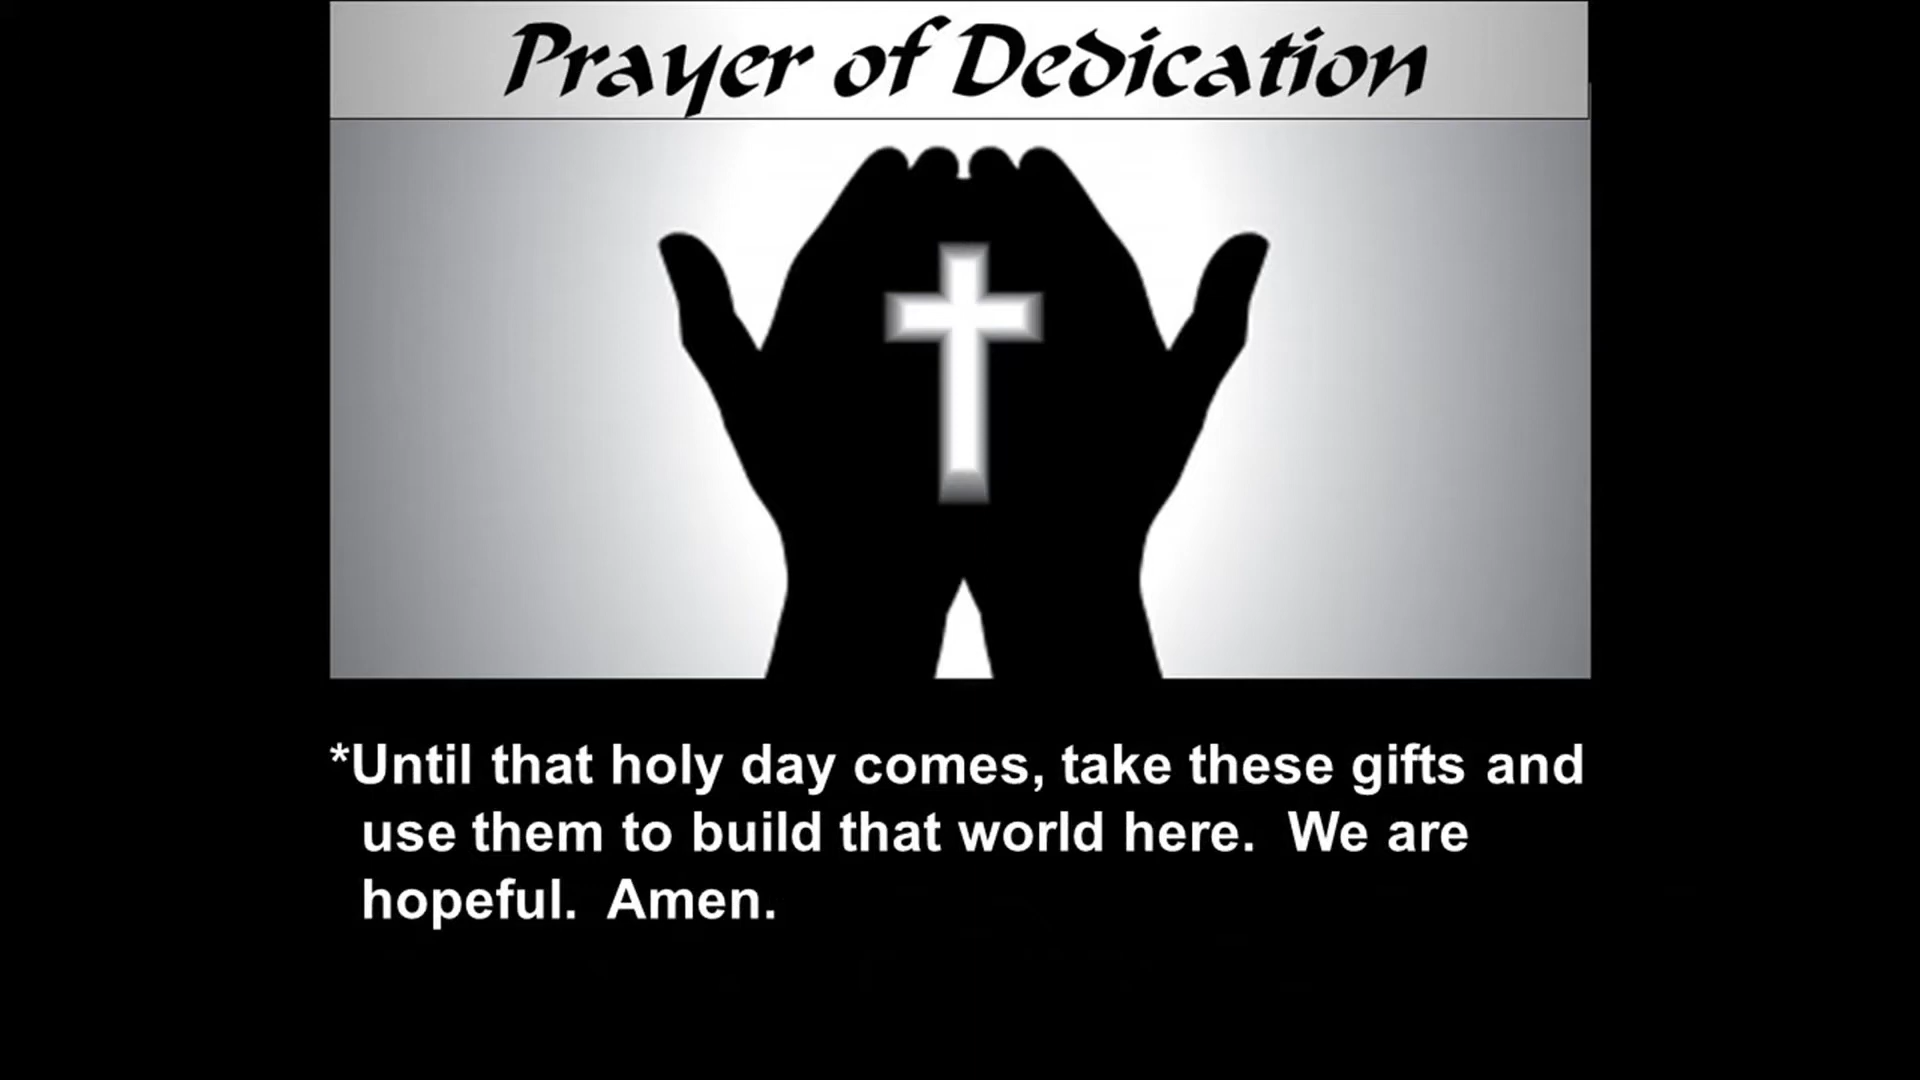 Prayer of Dedication
*Until that holy day comes, take these gifts and
use them to build that world here.  We are
hopeful.  Amen.